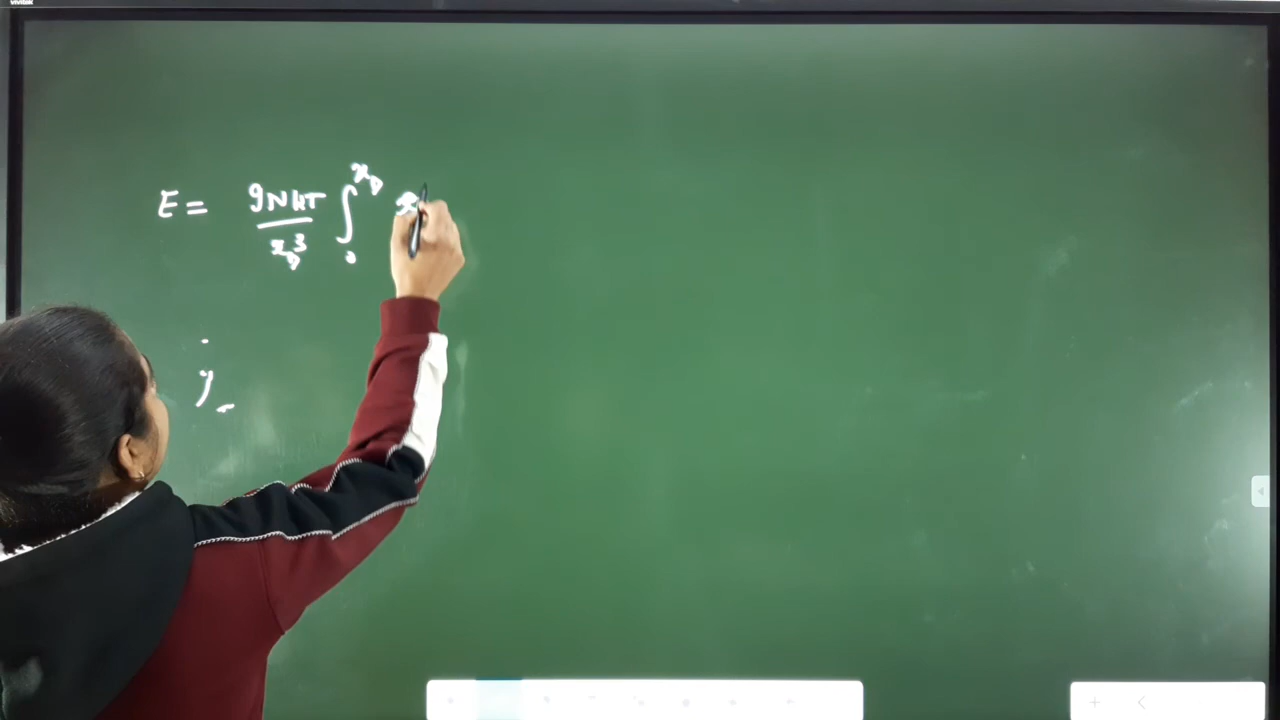 E = 9NkT/x_D^3 ∫_0^{x_D} x
y